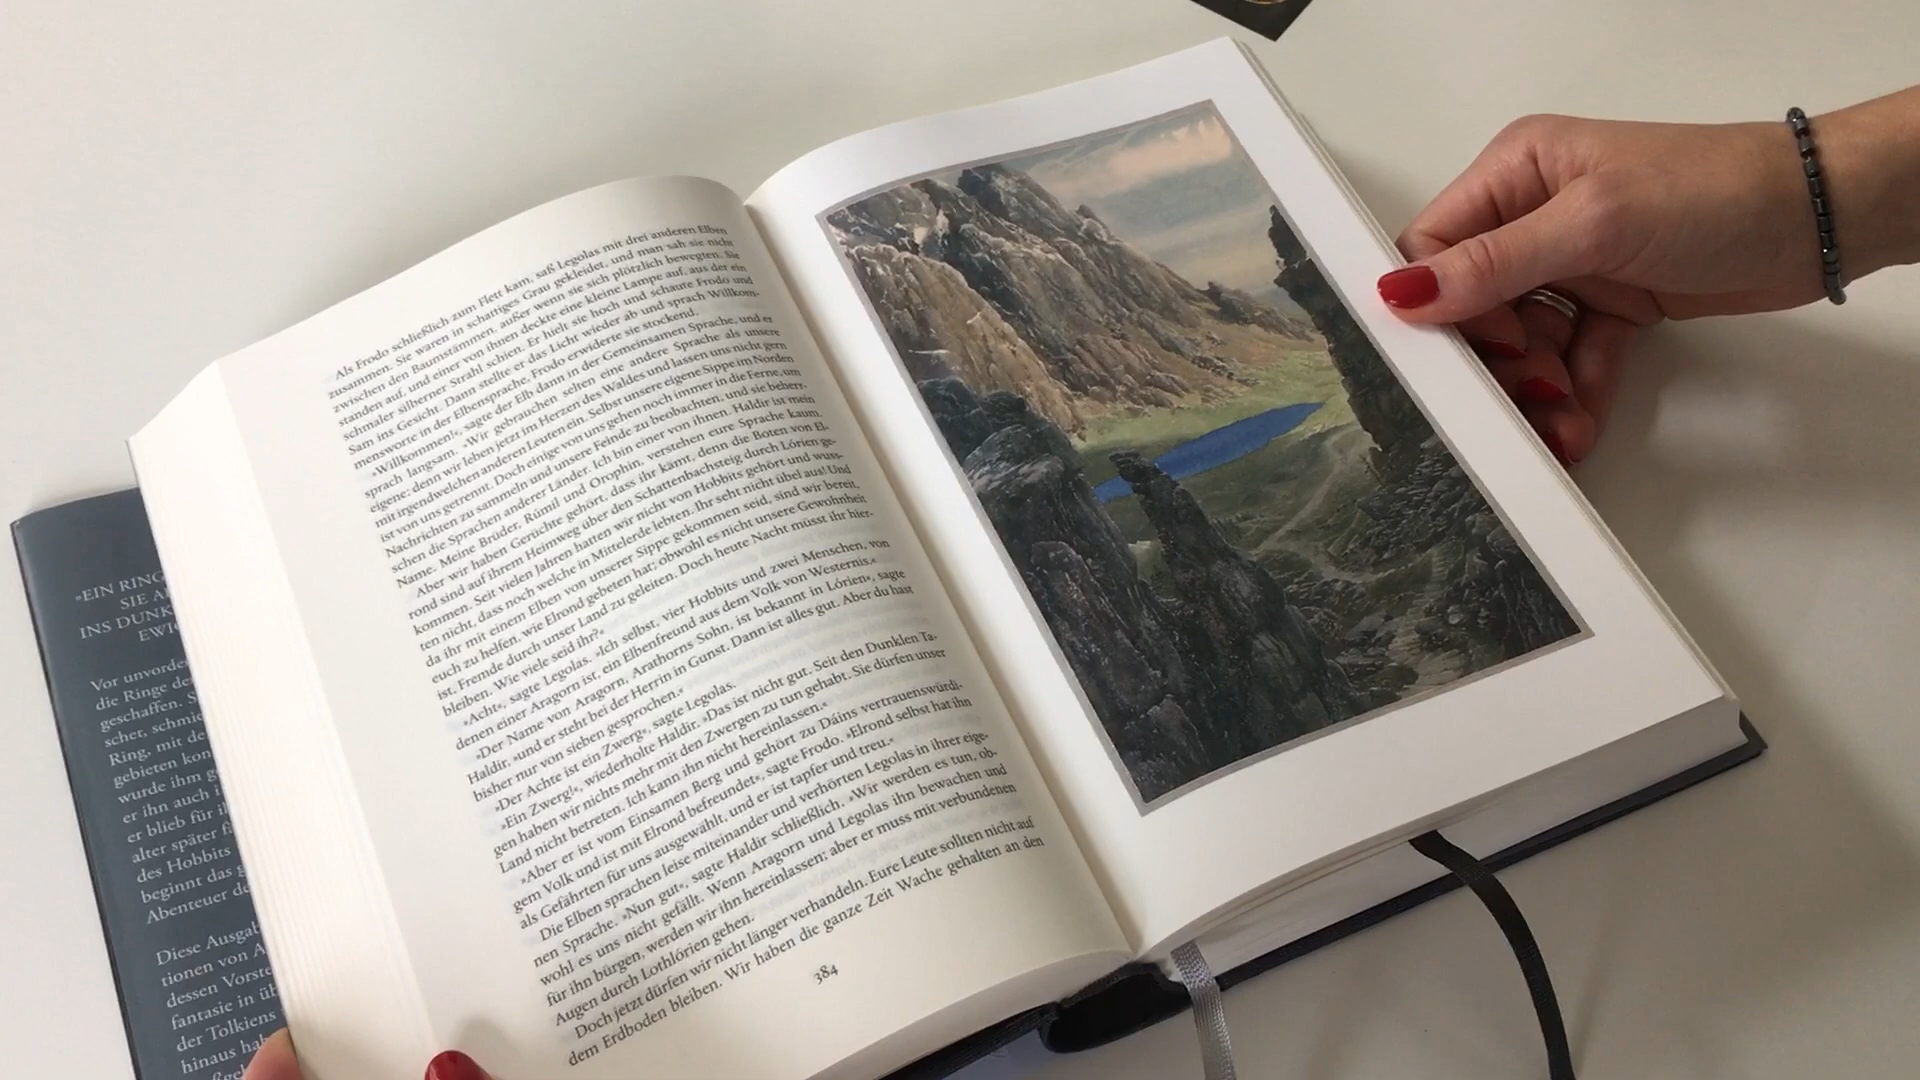 »EIN RING
SIE
INS DUNK
EWI
Vor unvorde
die Ringe de
geschaffen. S
scher, schmie
Ring, mit de
gebieten kon
wurde ihm g
er ihn auch
er blieb für
alter später
des Hobbits
beginnt das
Abenteuer de
Diese Ausgab
tionen von A
dessen Vorste
fantasie in üb
der Tolkiens
hinaus hab
Als Frodo schließlich zum Flett kam, saß Legolas mit drei anderen Elben
zusammen. Sie waren in schattiges Grau gekleidet, und man sah sie nicht
zwischen den Baumstämmen, außer wenn sie sich plötzlich bewegten. Sie
standen auf, und einer von ihnen deckte eine kleine Lampe auf, aus der ein
schmaler silberner Strahl schien. Er hielt sie hoch und schaute Frodo und
Sam ins Gesicht. Dann stellte er das Licht wieder ab und sprach Willkom-
mensworte in der Elbensprache, Frodo erwiderte sie stockend.
»Willkommen!«, sagte der Elb dann in der Gemeinsamen Sprache, und er
sprach langsam. »Wir gebrauchen selten eine andere Sprache als unsere
eigene; denn wir leben jetzt im Herzen des Waldes und lassen uns nicht gern
mit irgendwelchen anderen Leuten ein. Selbst unsere eigene Sippe im Norden
ist von uns getrennt. Doch einige von uns gehen noch immer in die Ferne, um
Nachrichten zu sammeln und unsere Feinde zu beobachten, und sie beherr-
schen die Sprachen anderer Länder. Ich bin einer von ihnen. Haldir ist mein
Name. Meine Brüder, Rúmil und Orophin, verstehen eure Sprache kaum.
Aber wir haben Gerüchte gehört, dass ihr kämt, denn die Boten von El-
rond sind auf ihrem Heimweg über den Schattenbachsteig durch Lórien ge-
kommen. Seit vielen Jahren hatten wir nicht von Hobbits gehört und wuss-
ten nicht, dass noch welche in Mittelerde lebten. Ihr seht nicht übel aus! Und
da ihr mit einem Elben von unserer Sippe gekommen seid, sind wir bereit,
euch zu helfen, wie Elrond gebeten hat; obwohl es nicht unsere Gewohnheit
ist, Fremde durch unser Land zu geleiten. Doch heute Nacht müsst ihr hier-
bleiben. Wie viele seid ihr?«
»Acht«, sagte Legolas. »Ich selbst, vier Hobbits und zwei Menschen, von
denen einer Aragorn ist, ein Elbenfreund aus dem Volk von Westernis.«
»Der Name von Aragorn, Arathorns Sohn, ist bekannt in Lórien«, sagte
Haldir, »und er steht bei der Herrin in Gunst. Dann ist alles gut. Aber du hast
bisher nur von sieben gesprochen.«
»Der Achte ist ein Zwerg«, sagte Legolas.
»Ein Zwerg!«, wiederholte Haldir. »Das ist nicht gut. Seit den Dunklen Ta-
gen haben wir nichts mehr mit den Zwergen zu tun gehabt. Sie dürfen unser
Land nicht betreten. Ich kann ihn nicht hereinlassen.«
»Aber er ist vom Einsamen Berg und gehört zu Dáins vertrauenswürdi-
gem Volk und ist mit Elrond befreundet«, sagte Frodo. »Elrond selbst hat ihn
als Gefährten für uns ausgewählt, und er ist tapfer und treu.«
Die Elben sprachen leise miteinander und verhörten Legolas in ihrer eige-
nen Sprache. »Nun gut«, sagte Haldir schließlich. »Wir werden es tun, ob-
wohl es uns nicht gefällt. Wenn Aragorn und Legolas ihn bewachen und
für ihn bürgen, werden wir ihn hereinlassen; aber er muss mit verbundenen
Augen durch Lothlórien gehen.
Doch jetzt dürfen wir nicht länger verhandeln. Eure Leute sollten nicht auf
dem Erdboden bleiben. Wir haben die ganze Zeit Wache gehalten an den
384